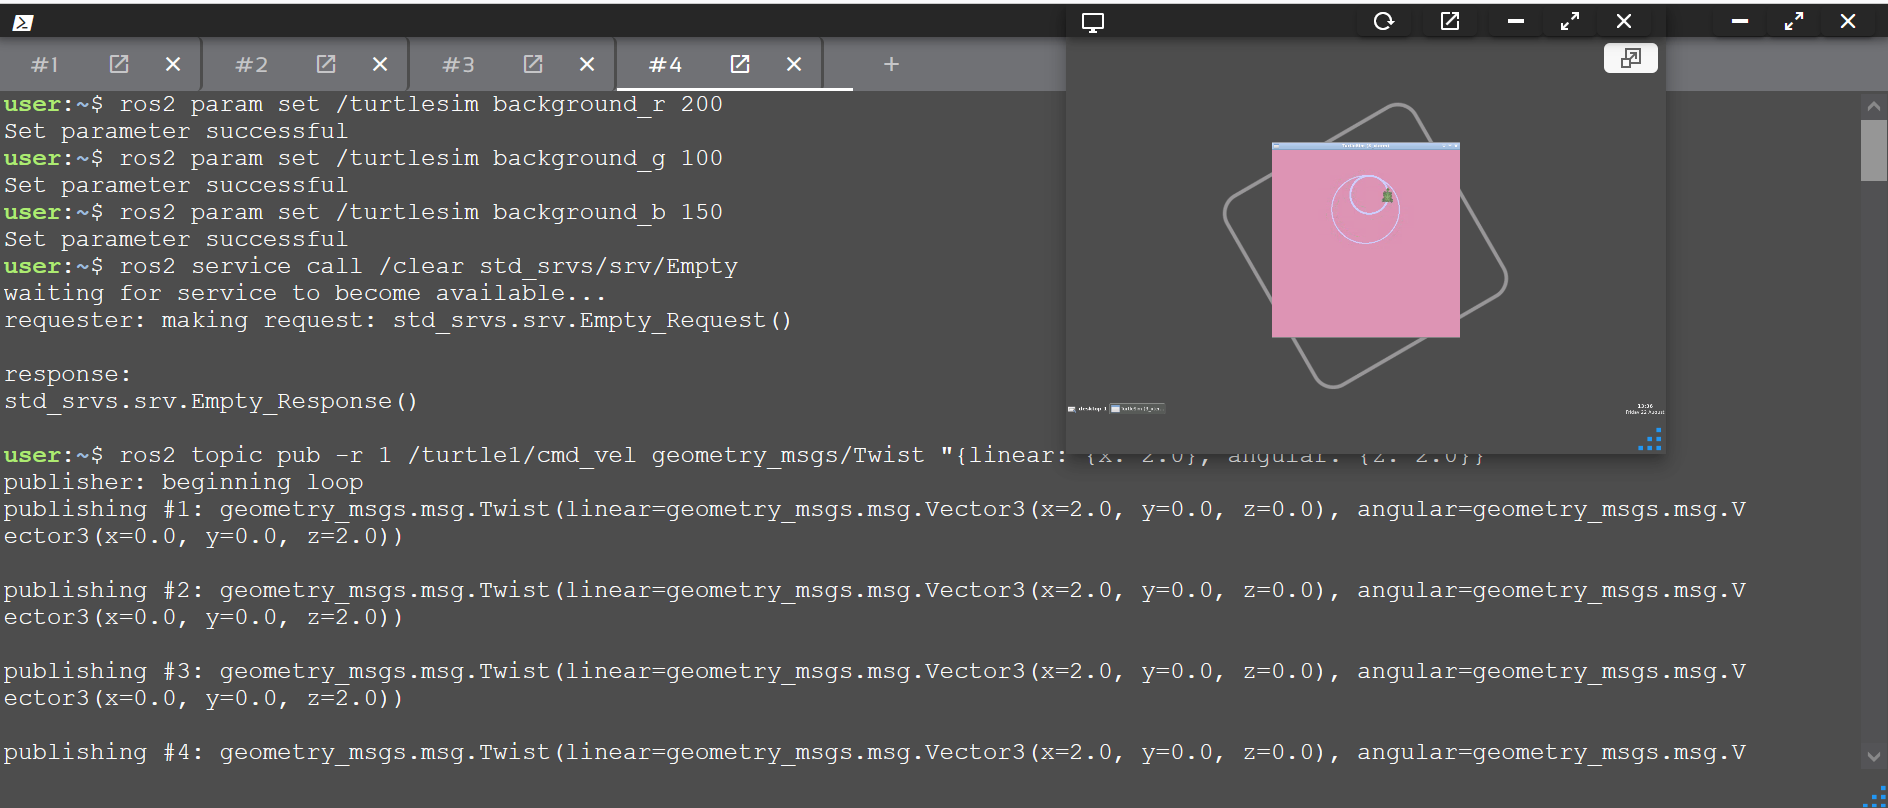 #1
#2
#3
#4
user:~$ ros2 param set /turtlesim background_r 200
Set parameter successful
user:~$ ros2 param set /turtlesim background_g 100
Set parameter successful
user:~$ ros2 param set /turtlesim background_b 150
Set parameter successful
user:~$ ros2 service call /clear std_srvs/srv/Empty
waiting for service to become available...
requester: making request: std_srvs.srv.Empty_Request()
response:
std_srvs.srv.Empty_Response()
user:~$ ros2 topic pub -r 1 /turtle1/cmd_vel geometry_msgs/Twist "{linear: {x: 2.0}, angular: {z: 2.0}}
publisher: beginning loop
publishing #1: geometry_msgs.msg.Twist(linear=geometry_msgs.msg.Vector3(x=2.0, y=0.0, z=0.0), angular=geometry_msgs.msg.V
ector3(x=0.0, y=0.0, z=2.0))
publishing #2: geometry_msgs.msg.Twist(linear=geometry_msgs.msg.Vector3(x=2.0, y=0.0, z=0.0), angular=geometry_msgs.msg.V
ector3(x=0.0, y=0.0, z=2.0))
publishing #3: geometry_msgs.msg.Twist(linear=geometry_msgs.msg.Vector3(x=2.0, y=0.0, z=0.0), angular=geometry_msgs.msg.V
ector3(x=0.0, y=0.0, z=2.0))
publishing #4: geometry_msgs.msg.Twist(linear=geometry_msgs.msg.Vector3(x=2.0, y=0.0, z=0.0), angular=geometry_msgs.msg.V
desktop 1
Friday 22 August